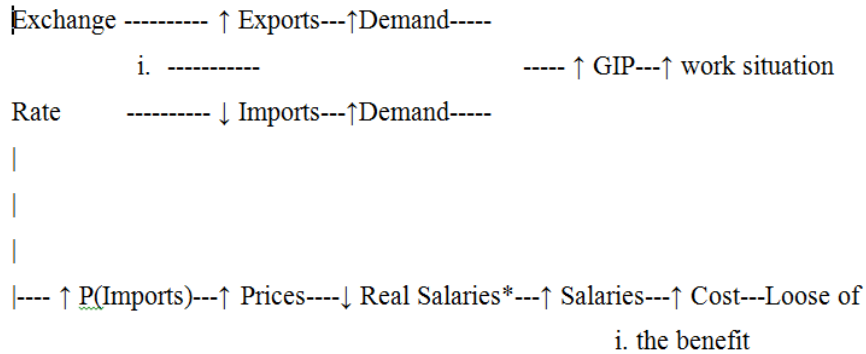 Exchange ---------- ↑ Exports---↑Demand-----
i. ----------- ----- ↑ GIP---↑ work situation
Rate ---------- ↓ Imports---↑Demand-----
|
|
|
|---- ↑ P(Imports)---↑ Prices----↓ Real Salaries*---↑ Salaries---↑ Cost---Loose of
i. the benefit